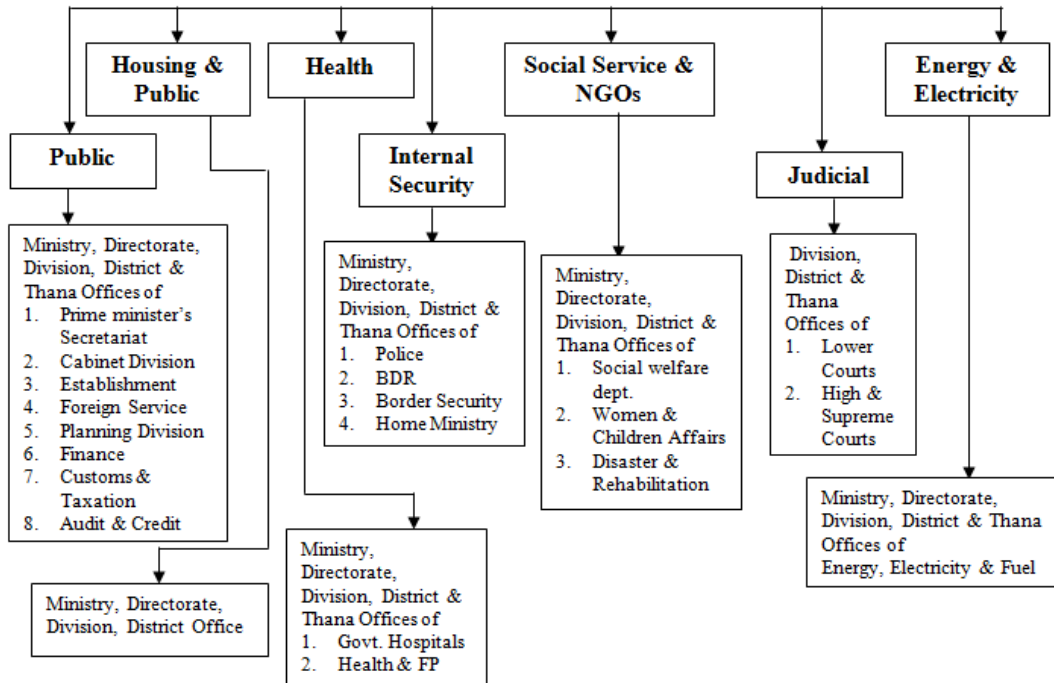 Housing &
Public
Health
Social Service &
NGOs
Energy &
Electricity
Public
Internal
Security
Judicial
Ministry, Directorate,
Division, District &
Thana Offices of
1. Prime minister's
Secretariat
2. Cabinet Division
3. Establishment
4. Foreign Service
5. Planning Division
6. Finance
7. Customs &
Taxation
8. Audit & Credit
Ministry,
Directorate,
Division, District &
Thana Offices of
1. Police
2. BDR
3. Border Security
4. Home Ministry
Ministry,
Directorate,
Division, District &
Thana Offices of
1. Social welfare
dept.
2. Women &
Children Affairs
3. Disaster &
Rehabilitation
Division,
District &
Thana
Offices of
1. Lower
Courts
2. High &
Supreme
Courts
Ministry, Directorate,
Division, District & Thana
Offices of
Energy, Electricity & Fuel
Ministry, Directorate,
Division, District Office
Ministry,
Directorate,
Division, District &
Thana Offices of
1. Govt. Hospitals
2. Health & FP